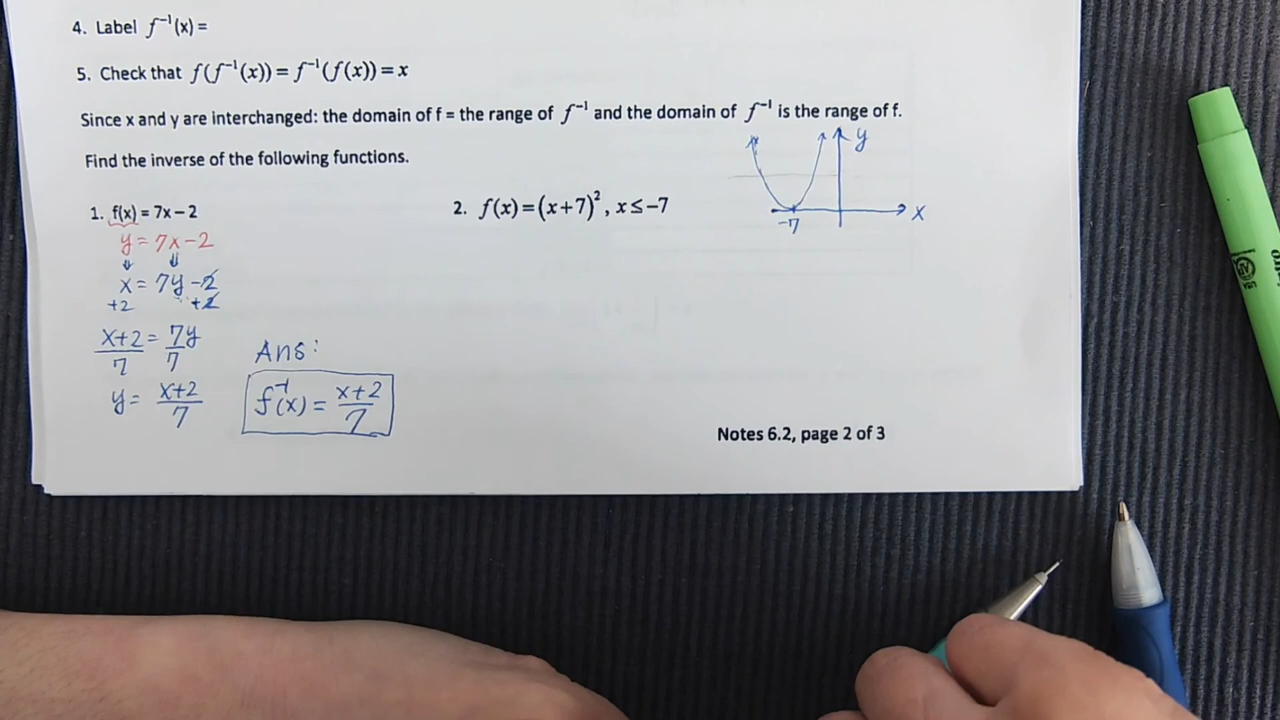 4. Label f⁻¹(x) =
5. Check that f(f⁻¹(x)) = f⁻¹(f(x)) = x
Since x and y are interchanged: the domain of f = the range of f⁻¹ and the domain of f⁻¹ is the range of f.
Find the inverse of the following functions.
1. f(x) = 7x – 2
y = 7x – 2
x = 7y – 2
+2 +2
x+2 = 7y
7 7
y = x+2
7
Ans:
f⁻¹(x) = x+2
7
2. f(x) = (x+7)², x ≤ –7
y
x
–7
Notes 6.2, page 2 of 3